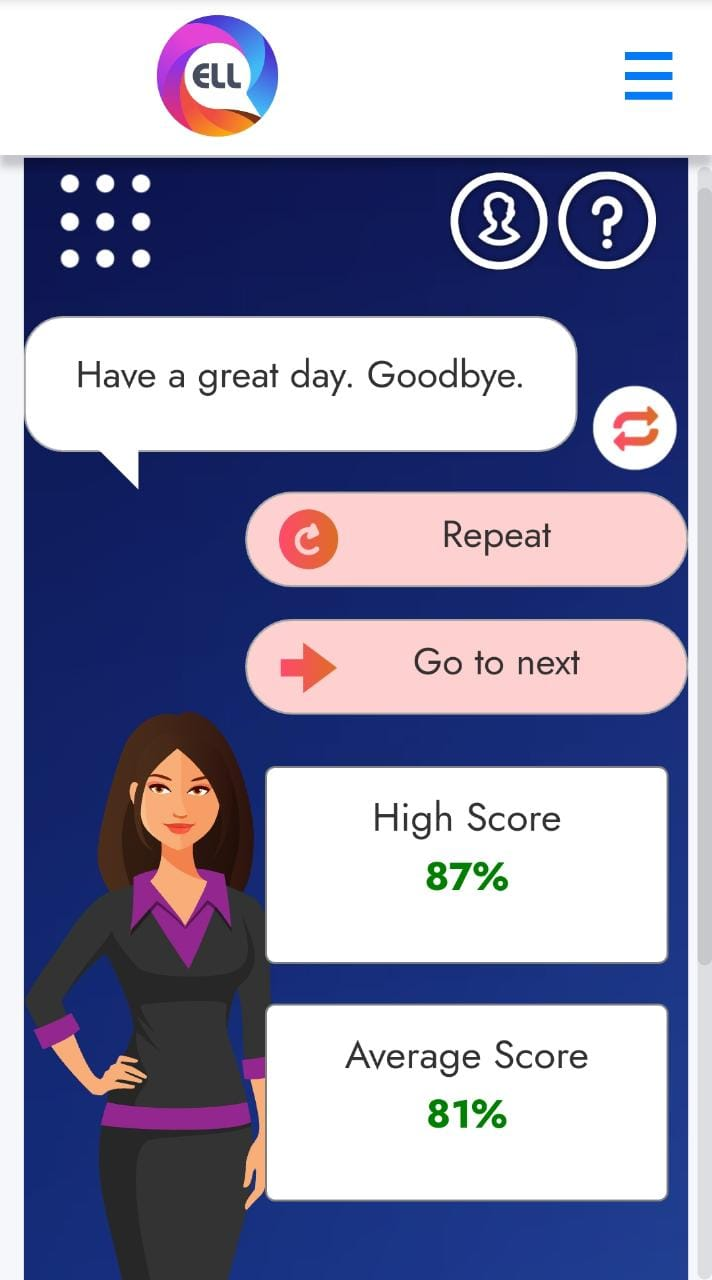 ELL
Have a great day. Goodbye.
Repeat
Go to next
High Score
87%
Average Score
81%